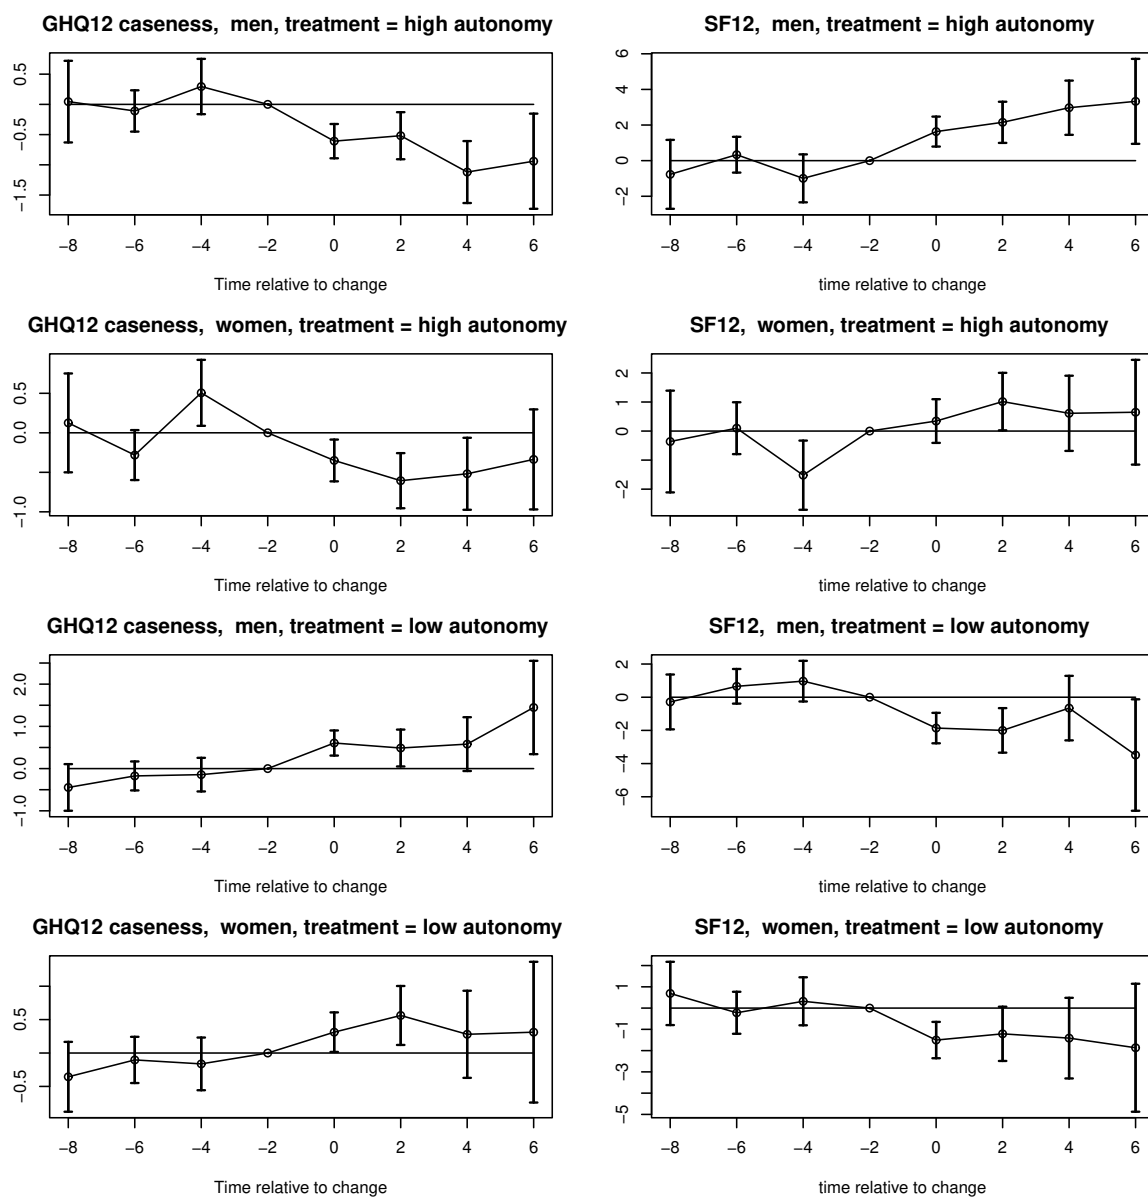 GHQ12 caseness,  men, treatment = high autonomy
0.5
−0.5
−1.5
−8 −6 −4 −2 0 2 4 6
Time relative to change
SF12,  men, treatment = high autonomy
6
4
2
0
−2
−8 −6 −4 −2 0 2 4 6
time relative to change
GHQ12 caseness,  women, treatment = high autonomy
0.5
0.0
−1.0
−8 −6 −4 −2 0 2 4 6
Time relative to change
SF12,  women, treatment = high autonomy
2
1
0
−2
−8 −6 −4 −2 0 2 4 6
time relative to change
GHQ12 caseness,  men, treatment = low autonomy
2.0
1.0
0.0
−1.0
−8 −6 −4 −2 0 2 4 6
Time relative to change
SF12,  men, treatment = low autonomy
2
0
−2
−4
−6
−8 −6 −4 −2 0 2 4 6
time relative to change
GHQ12 caseness,  women, treatment = low autonomy
0.5
−0.5
−8 −6 −4 −2 0 2 4 6
Time relative to change
SF12,  women, treatment = low autonomy
1
−1
−3
−5
−8 −6 −4 −2 0 2 4 6
time relative to change